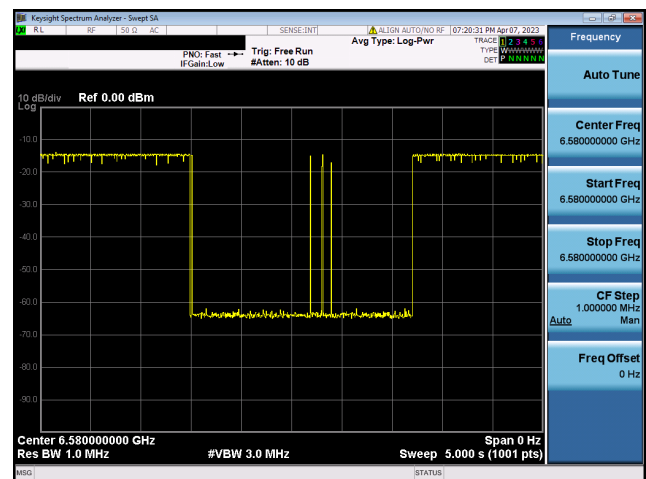 Keysight Spectrum Analyzer - Swept SA
LXI RL RF 50 Ω AC SENSE:INT ALIGN AUTO/NO RF 07:20:31 PM Apr 07, 2023
Avg Type: Log-Pwr TRACE 1 2 3 4 5 6
PNO: Fast Trig: Free Run TYPE WWWWWW
IFGain:Low #Atten: 10 dB DET P N N N N N
10 dB/div Ref 0.00 dBm
Log
-10.0
-20.0
-30.0
-40.0
-50.0
-60.0
-70.0
-80.0
-90.0
Center 6.580000000 GHz Span 0 Hz
Res BW 1.0 MHz #VBW 3.0 MHz Sweep 5.000 s (1001 pts)
MSG STATUS
Frequency
Auto Tune
Center Freq
6.580000000 GHz
Start Freq
6.580000000 GHz
Stop Freq
6.580000000 GHz
CF Step
1.000000 MHz
Auto Man
Freq Offset
0 Hz